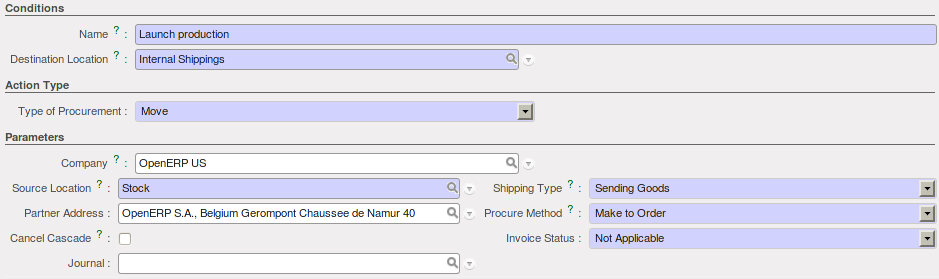 Conditions
Name ? : Launch production
Destination Location ? : Internal Shippings
Action Type
Type of Procurement : Move
Parameters
Company ? : OpenERP US
Source Location ? : Stock Shipping Type ? : Sending Goods
Partner Address : OpenERP S.A., Belgium Gerompont Chaussee de Namur 40 Procure Method ? : Make to Order
Cancel Cascade ? : Invoice Status : Not Applicable
Journal :